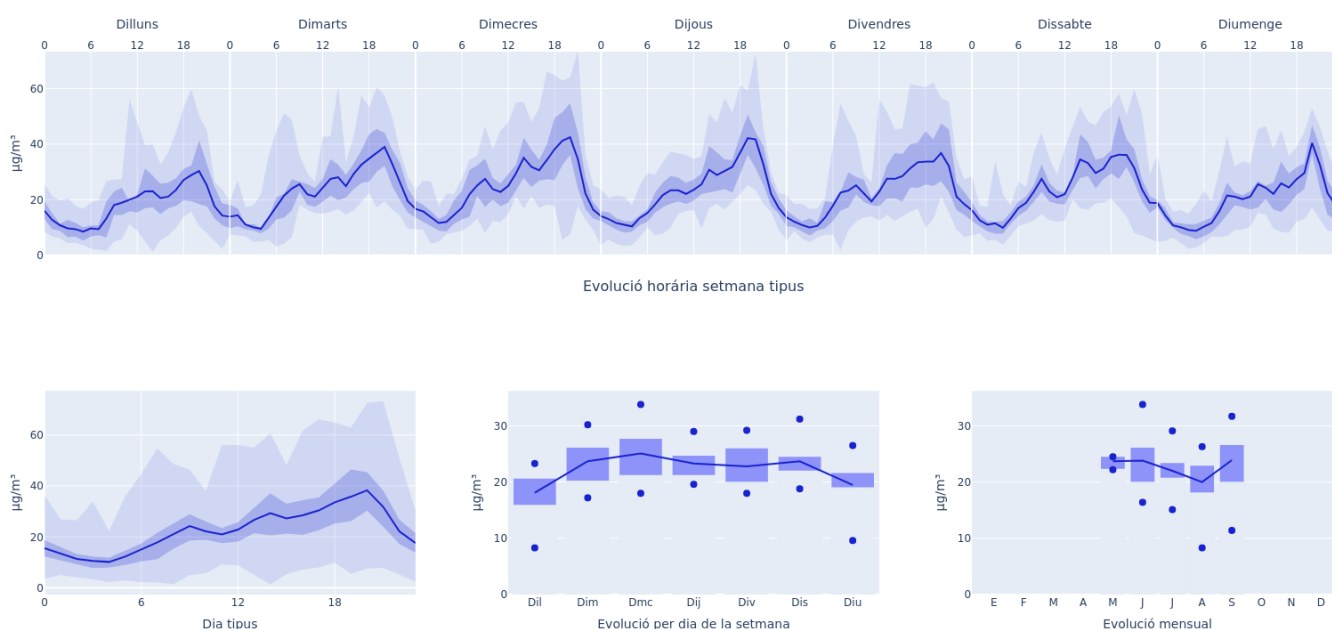 Dilluns Dimarts Dimecres Dijous Divendres Dissabte Diumenge
0 6 12 18 0 6 12 18 0 6 12 18 0 6 12 18 0 6 12 18 0 6 12 18 0 6 12 18
60
40
20
0
µg/m³
Evolució horária setmana tipus
60
40
20
0
µg/m³
0 6 12 18
Dia tipus
30
20
10
0
µg/m³
Dil Dim Dmc Dij Div Dis Diu
Evolució per dia de la setmana
30
20
10
0
µg/m³
E F M A M J J A S O N D
Evolució mensual